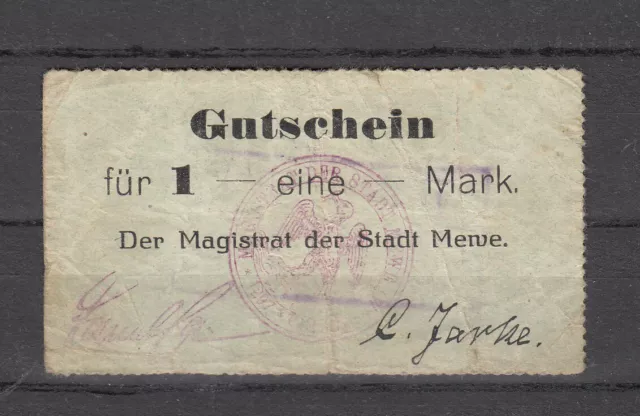 Gutschein
für 1 — eine — Mark.
Der Magistrat der Stadt Mewe.
C. Jarke.